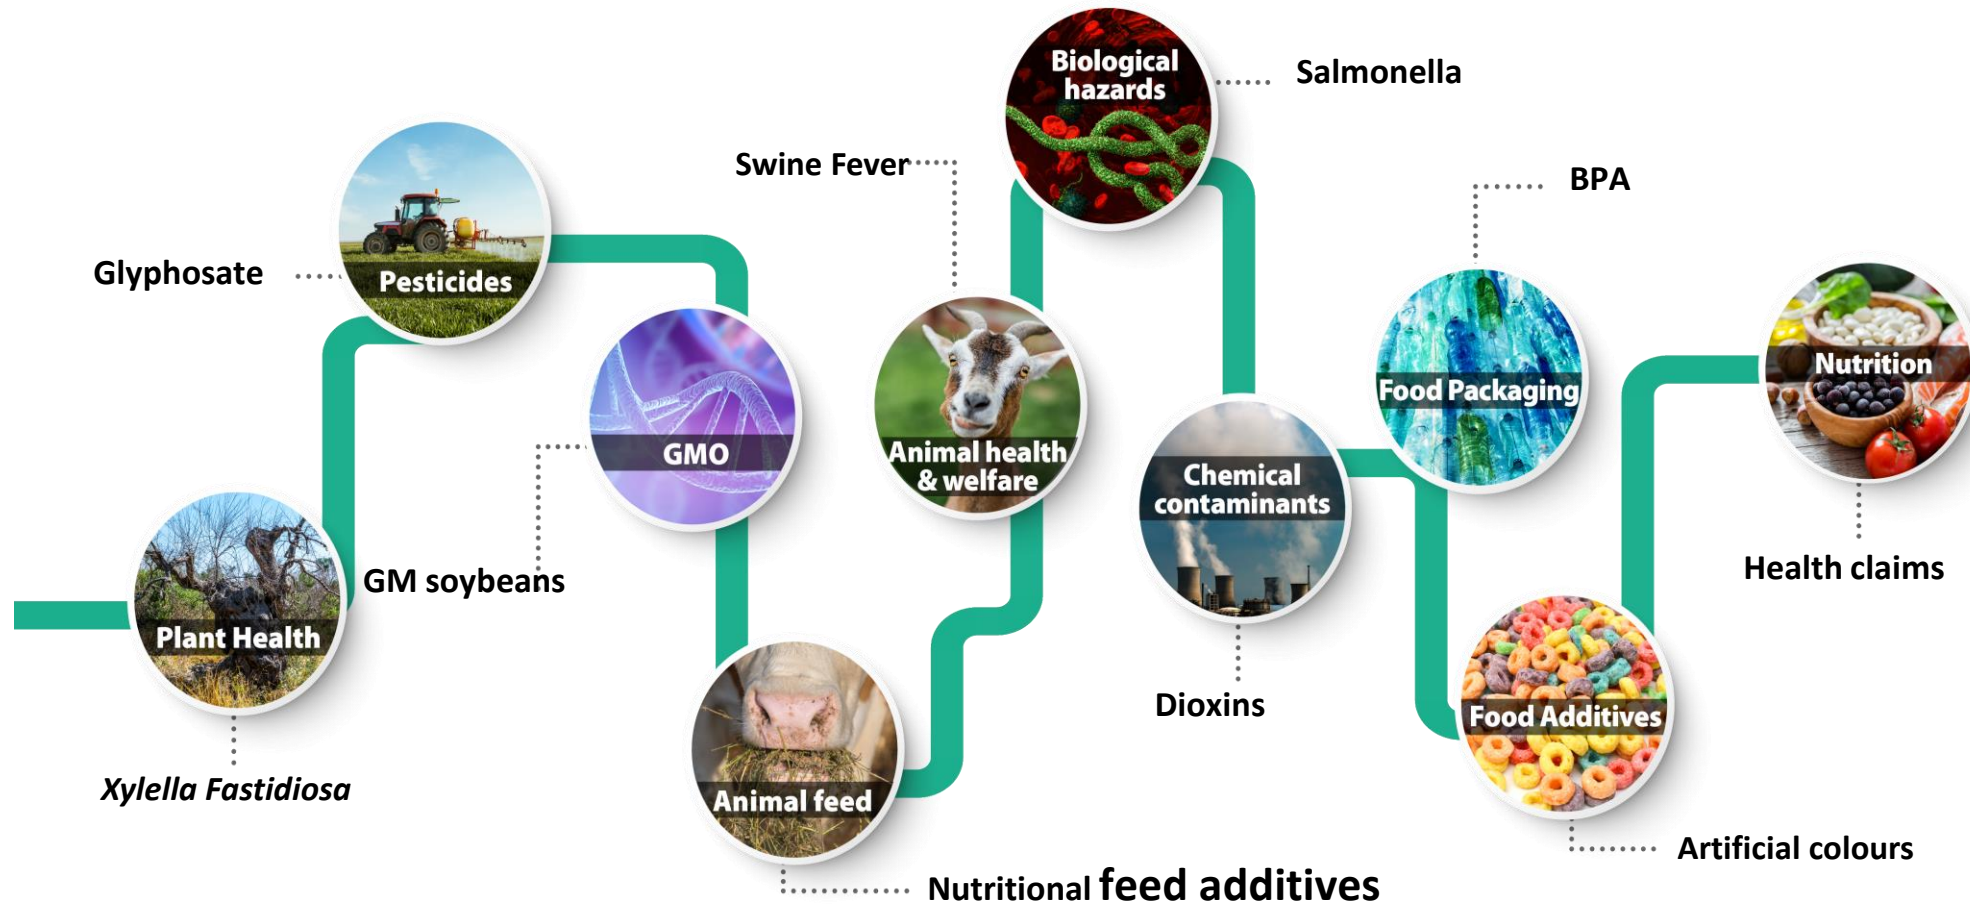 Biological
hazards
Salmonella
Swine Fever
BPA
Glyphosate
Pesticides
Nutrition
Food Packaging
GMO
Animal health
& welfare
Chemical
contaminants
GM soybeans
Health claims
Plant Health
Dioxins
Food Additives
Xylella Fastidiosa
Animal feed
Artificial colours
Nutritional feed additives